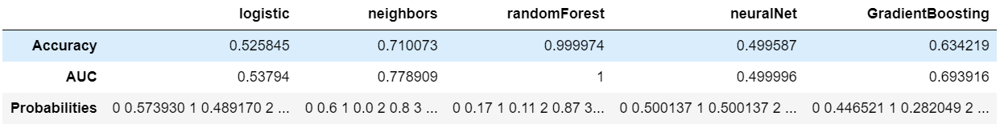 logistic neighbors randomForest neuralNet GradientBoosting
Accuracy 0.525845 0.710073 0.999974 0.499587 0.634219
AUC 0.53794 0.778909 1 0.499996 0.693916
Probabilities 0 0.573930 1 0.489170 2 ... 0 0.6 1 0.0 2 0.8 3 ... 0 0.17 1 0.11 2 0.87 3... 0 0.500137 1 0.500137 2 ... 0 0.446521 1 0.282049 2 ...